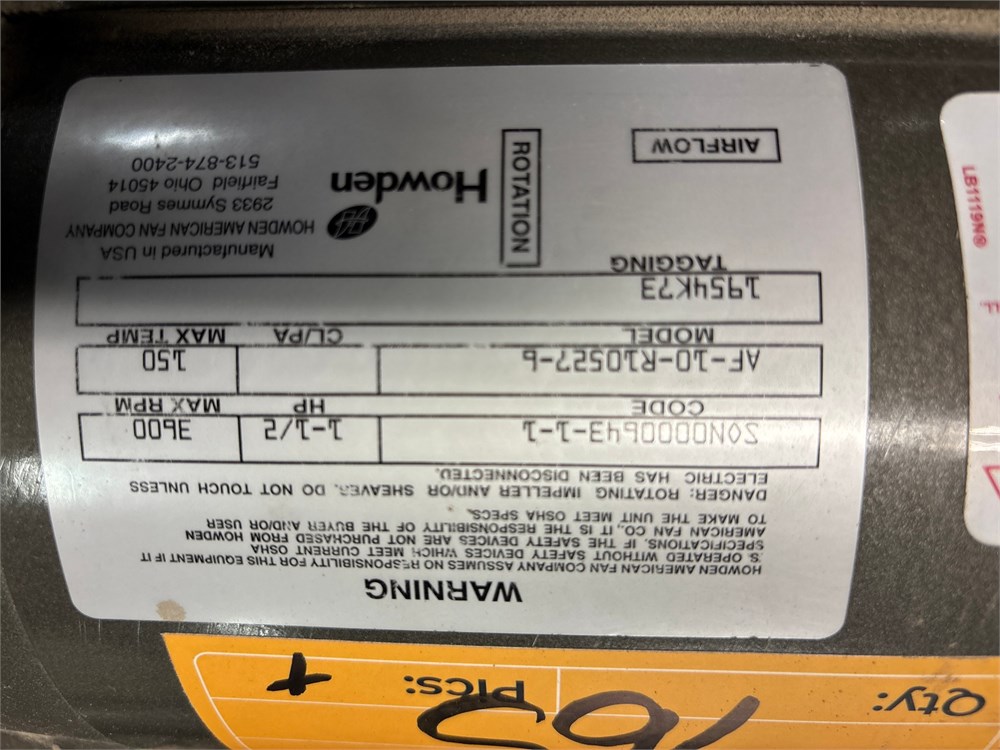 Qty:
Pics: 4
WARNING
HOWDEN AMERICAN FAN COMPANY ASSUMES NO RESPONSIBILITY FOR THIS EQUIPMENT IF
IS OPERATED WITHOUT SAFETY DEVICES WHICH MEET CURRENT OSHA
SPECIFICATIONS. IF THE SAFETY DEVICES ARE NOT PURCHASED FROM HOWDEN
AMERICAN FAN CO., IT IS THE RESPONSIBILITY OF THE BUYER AND/OR USER
TO MAKE THE UNIT MEET OSHA SPECS.
DANGER: ROTATING IMPELLER AND/OR SHEAVES. DO NOT TOUCH UNLESS
ELECTRIC HAS BEEN DISCONNECTED.
SON000643-1-1 1-1/2 3600
CODE HP MAX RPM
AF-10-R10527-6 150
MODEL CL/PA MAX TEMP
1954K73
TAGGING
AIRFLOW
ROTATION
Howden
Manufactured in USA
HOWDEN AMERICAN FAN COMPANY
2933 Symmes Road
Fairfield Ohio 45014
513-874-2400
LB1119N®
F